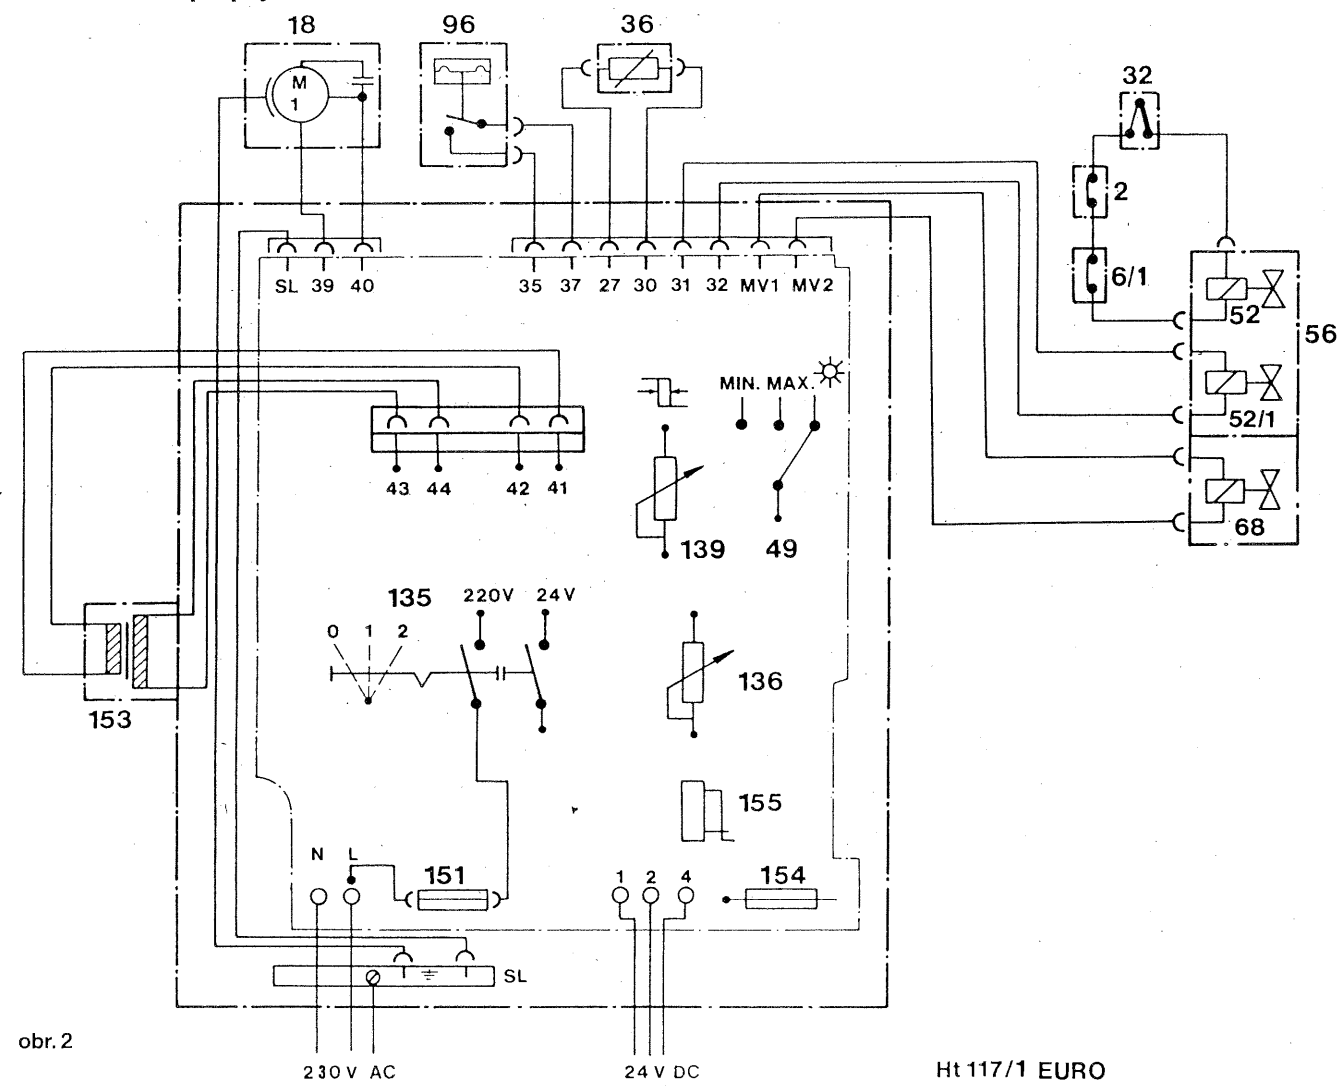 18 96 36
32
M
1
2
6/1
SL 39 40 35 37 27 30 31 32 MV1 MV2
52
56
MIN. MAX.
52/1
43 44 42 41
68
139 49
135 220V 24V
0 1 2
136
153
155
N L
151 1 2 4 154
SL
obr. 2
230 V AC 24 V DC Ht 117/1 EURO